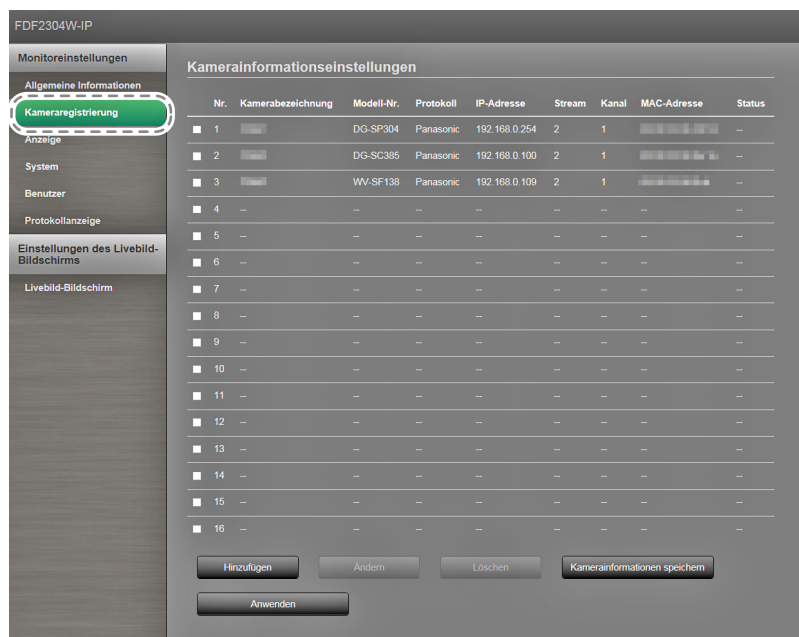 FDF2304W-IP
Monitoreinstellungen
Allgemeine Informationen
Kameraregistrierung
Anzeige
System
Benutzer
Protokollanzeige
Einstellungen des Livebild-
Bildschirms
Livebild-Bildschirm
Kamerainformationseinstellungen
Nr. Kamerabezeichnung Modell-Nr. Protokoll IP-Adresse Stream Kanal MAC-Adresse Status
1 DG-SP304 Panasonic 192.168.0.254 2 1 --
2 DG-SC385 Panasonic 192.168.0.100 2 1 --
3 WV-SF138 Panasonic 192.168.0.109 2 1 --
4 -- -- -- -- -- -- -- --
5 -- -- -- -- -- -- -- --
6 -- -- -- -- -- -- -- --
7 -- -- -- -- -- -- -- --
8 -- -- -- -- -- -- -- --
9 -- -- -- -- -- -- -- --
10 -- -- -- -- -- -- -- --
11 -- -- -- -- -- -- -- --
12 -- -- -- -- -- -- -- --
13 -- -- -- -- -- -- -- --
14 -- -- -- -- -- -- -- --
15 -- -- -- -- -- -- -- --
16 -- -- -- -- -- -- -- --
Hinzufügen Ändern Löschen Kamerainformationen speichern
Anwenden